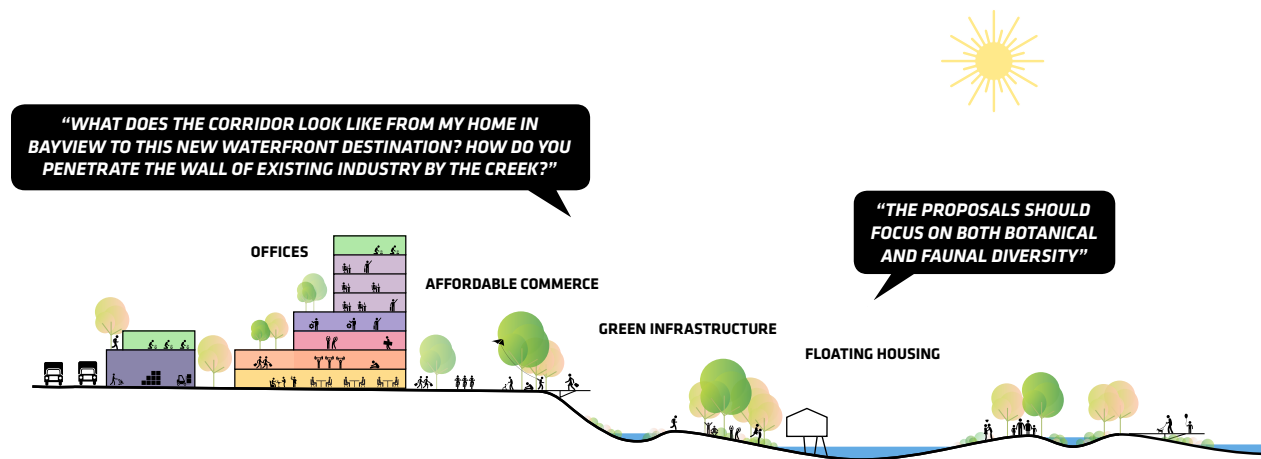 “WHAT DOES THE CORRIDOR LOOK LIKE FROM MY HOME IN
BAYVIEW TO THIS NEW WATERFRONT DESTINATION? HOW DO YOU
PENETRATE THE WALL OF EXISTING INDUSTRY BY THE CREEK?”
“THE PROPOSALS SHOULD
FOCUS ON BOTH BOTANICAL
AND FAUNAL DIVERSITY”
OFFICES
AFFORDABLE COMMERCE
GREEN INFRASTRUCTURE
FLOATING HOUSING